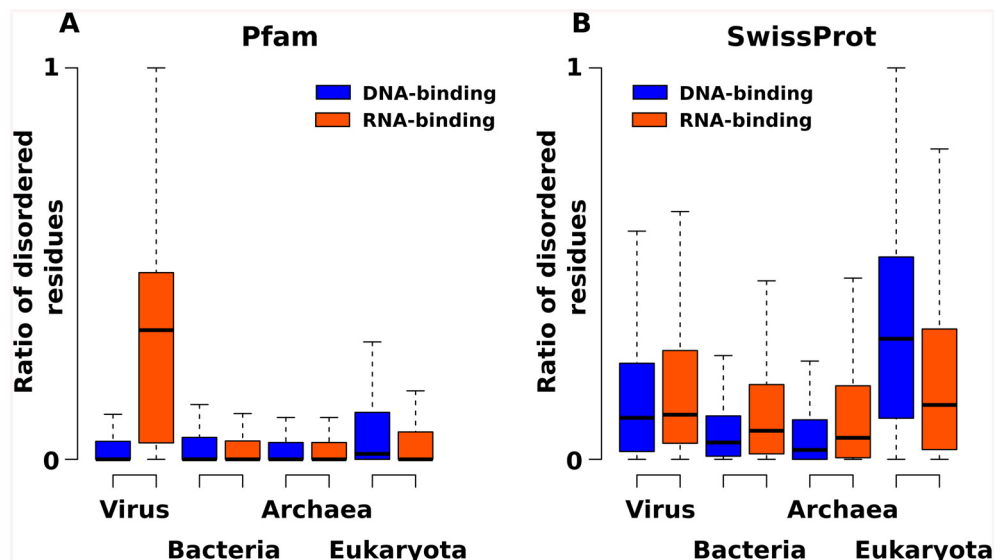 A
Pfam
1
DNA-binding
RNA-binding
Ratio of disordered
residues
0
Virus
Archaea
Bacteria
Eukaryota
B
SwissProt
1
DNA-binding
RNA-binding
Ratio of disordered
residues
0
Virus
Archaea
Bacteria
Eukaryota